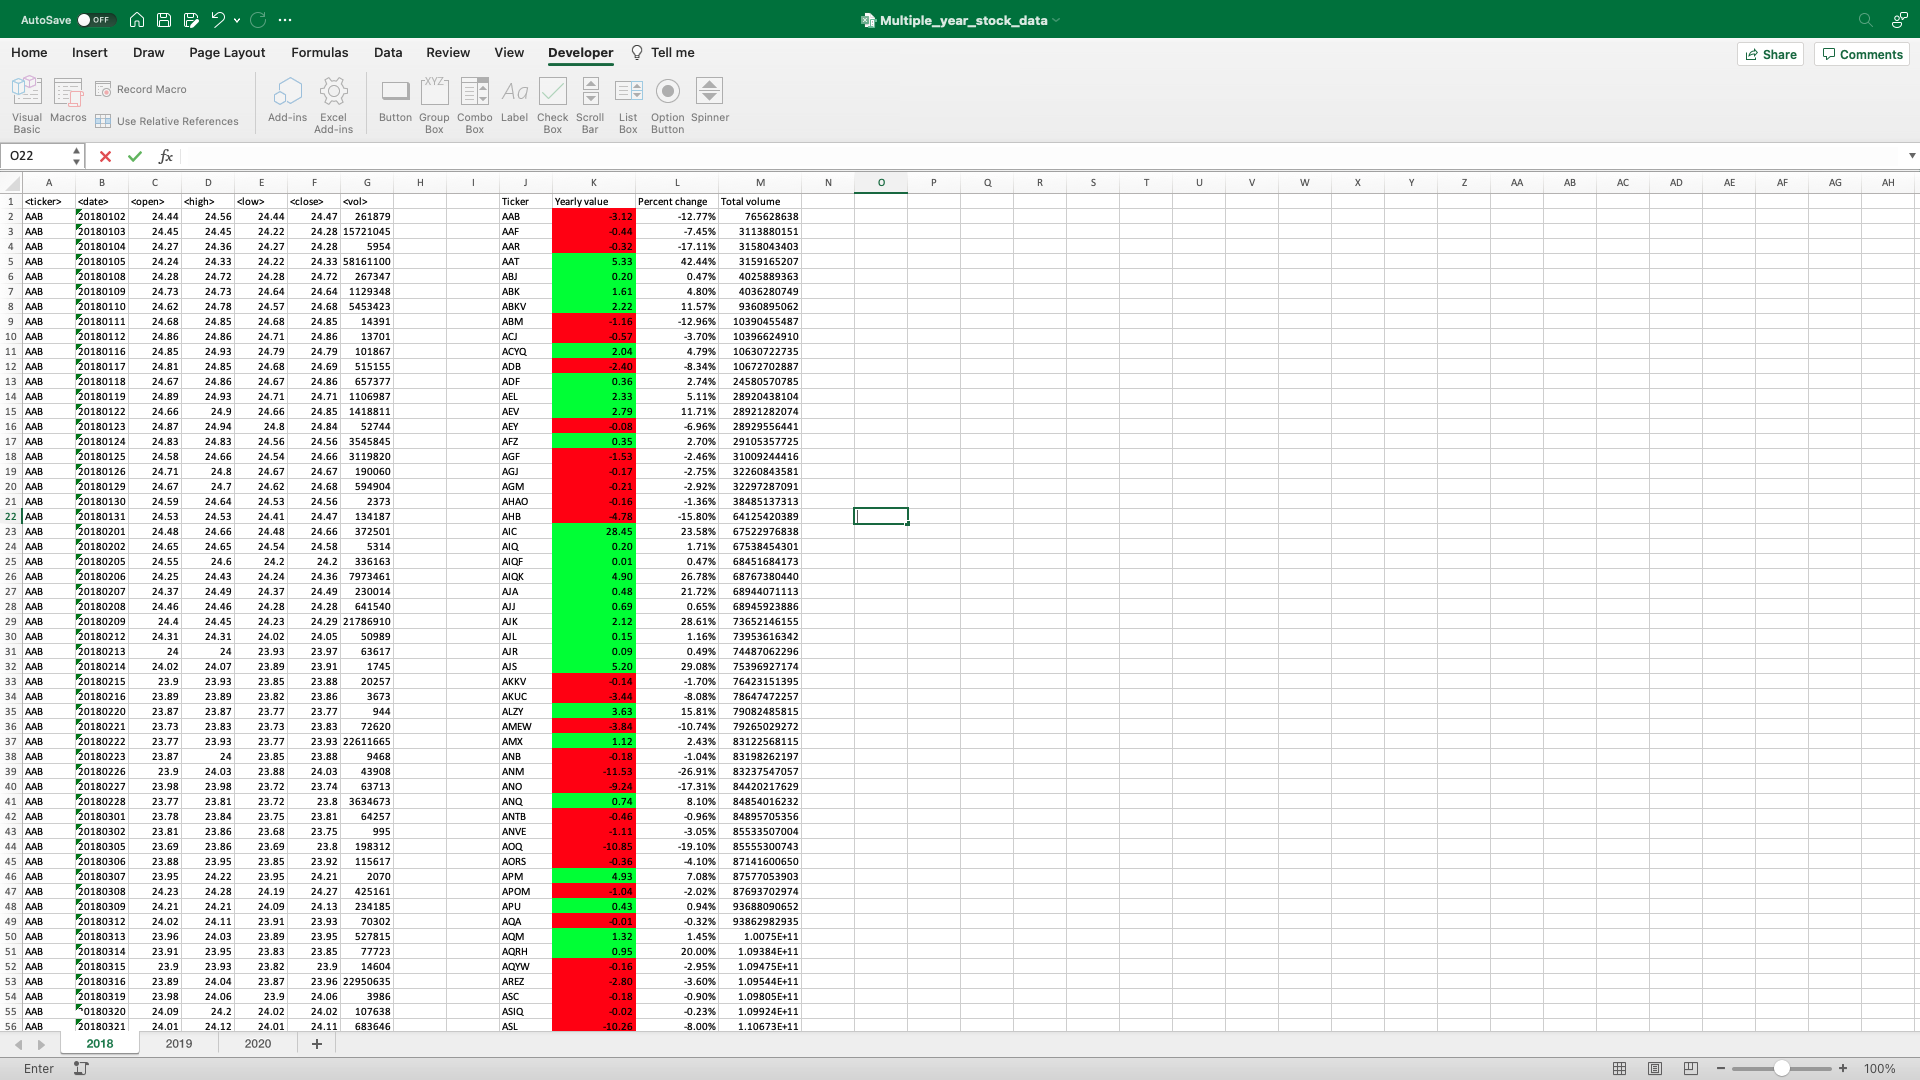 AutoSave OFF Multiple_year_stock_data
Home Insert Draw Page Layout Formulas Data Review View Developer Tell me Share Comments
Visual Basic Macros Record Macro Use Relative References Add-ins Excel Add-ins Button Group Box Combo Box Label Check Box Scroll Bar List Box Option Button Spinner
O22 fx
A B C D E F G H I J K L M N O P Q R S T U V W X Y Z AA AB AC AD AE AF AG AH
1 <ticker> <date> <open> <high> <low> <close> <vol> Ticker Yearly value Percent change Total volume
2 AAB 20180102 24.44 24.56 24.44 24.47 261879 AAB -3.12 -12.77% 765628638
3 AAB 20180103 24.45 24.45 24.22 24.28 15721045 AAF -0.44 -7.45% 3113880151
4 AAB 20180104 24.27 24.36 24.27 24.28 5954 AAR -0.32 -17.11% 3158043403
5 AAB 20180105 24.24 24.33 24.22 24.33 58161100 AAT 5.33 42.44% 3159165207
6 AAB 20180108 24.28 24.72 24.28 24.72 267347 ABJ 0.20 0.47% 4025889363
7 AAB 20180109 24.73 24.73 24.64 24.64 1129348 ABK 1.61 4.80% 4036280749
8 AAB 20180110 24.62 24.78 24.57 24.68 5453423 ABKV 2.22 11.57% 9360895062
9 AAB 20180111 24.68 24.85 24.68 24.85 14391 ABM -1.16 -12.96% 10390455487
10 AAB 20180112 24.86 24.86 24.71 24.86 13701 ACJ -0.57 -3.70% 10396624910
11 AAB 20180116 24.85 24.93 24.79 24.79 101867 ACYQ 2.04 4.79% 10630722735
12 AAB 20180117 24.81 24.85 24.68 24.69 515155 ADB -2.40 -8.34% 10672702887
13 AAB 20180118 24.67 24.86 24.67 24.86 657377 ADF 0.36 2.74% 24580570785
14 AAB 20180119 24.89 24.93 24.71 24.71 1106987 AEL 2.33 5.11% 28920438104
15 AAB 20180122 24.66 24.9 24.66 24.85 1418811 AEV 2.79 11.71% 28921282074
16 AAB 20180123 24.87 24.94 24.8 24.84 52744 AEY -0.08 -6.96% 28929556441
17 AAB 20180124 24.83 24.83 24.56 24.56 3545845 AFZ 0.35 2.70% 29105357725
18 AAB 20180125 24.58 24.66 24.54 24.66 3119820 AGF -1.53 -2.46% 31009244416
19 AAB 20180126 24.71 24.8 24.67 24.67 190060 AGJ -0.17 -2.75% 32260843581
20 AAB 20180129 24.67 24.7 24.62 24.68 594904 AGM -0.21 -2.92% 32297287091
21 AAB 20180130 24.59 24.64 24.53 24.56 2373 AHAO -0.16 -1.36% 38485137313
22 AAB 20180131 24.53 24.53 24.41 24.47 134187 AHB -4.78 -15.80% 64125420389
23 AAB 20180201 24.48 24.66 24.48 24.66 372501 AIC 28.45 23.58% 67522976838
24 AAB 20180202 24.65 24.65 24.54 24.58 5314 AIQ 0.20 1.71% 67538454301
25 AAB 20180205 24.55 24.6 24.2 24.2 336163 AIQF 0.01 0.47% 68451684173
26 AAB 20180206 24.25 24.43 24.24 24.36 7973461 AIQK 4.90 26.78% 68767380440
27 AAB 20180207 24.37 24.49 24.37 24.49 230014 AJA 0.48 21.72% 68944071113
28 AAB 20180208 24.46 24.46 24.28 24.28 641540 AJJ 0.69 0.65% 68945923886
29 AAB 20180209 24.4 24.45 24.23 24.29 21786910 AJK 2.12 28.61% 73652146155
30 AAB 20180212 24.31 24.31 24.02 24.05 50989 AJL 0.15 1.16% 73953616342
31 AAB 20180213 24 24 23.93 23.97 63617 AJR 0.09 0.49% 74487062296
32 AAB 20180214 24.02 24.07 23.89 23.91 1745 AJS 5.20 29.08% 75396927174
33 AAB 20180215 23.9 23.93 23.85 23.88 20257 AKKV -0.14 -1.70% 76423151395
34 AAB 20180216 23.89 23.89 23.82 23.86 3673 AKUC -3.44 -8.08% 78647472257
35 AAB 20180220 23.87 23.87 23.77 23.77 944 ALZY 3.63 15.81% 79082485815
36 AAB 20180221 23.73 23.83 23.73 23.83 72620 AMEW -3.84 -10.74% 79265029272
37 AAB 20180222 23.77 23.93 23.77 23.93 22611665 AMX 1.12 2.43% 83122568115
38 AAB 20180223 23.87 24 23.85 23.88 9468 ANB -0.18 -1.04% 83198262197
39 AAB 20180226 23.9 24.03 23.88 24.03 43908 ANM -11.53 -26.91% 83237547057
40 AAB 20180227 23.98 23.98 23.72 23.74 63713 ANO -9.24 -17.31% 84420217629
41 AAB 20180228 23.77 23.81 23.72 23.8 3634673 ANQ 0.74 8.10% 84854016232
42 AAB 20180301 23.78 23.84 23.75 23.81 64257 ANTB -0.46 -0.96% 84895705356
43 AAB 20180302 23.81 23.86 23.68 23.75 995 ANVE -1.11 -3.05% 85533507004
44 AAB 20180305 23.69 23.86 23.69 23.8 198312 AOQ -10.85 -19.10% 85555300743
45 AAB 20180306 23.88 23.95 23.85 23.92 115617 AORS -0.36 -4.10% 87141600650
46 AAB 20180307 23.95 24.22 23.95 24.21 2070 APM 4.93 7.08% 87577053903
47 AAB 20180308 24.23 24.28 24.19 24.27 425161 APOM -1.04 -2.02% 87693702974
48 AAB 20180309 24.21 24.21 24.09 24.13 234185 APU 0.43 0.94% 93688090652
49 AAB 20180312 24.02 24.11 23.91 23.93 70302 AQA -0.01 -0.32% 93862982935
50 AAB 20180313 23.96 24.03 23.89 23.95 527815 AQM 1.32 1.45% 1.0075E+11
51 AAB 20180314 23.91 23.95 23.83 23.85 77723 AQRH 0.95 20.00% 1.09384E+11
52 AAB 20180315 23.9 23.93 23.82 23.9 14604 AQYW -0.16 -2.95% 1.09475E+11
53 AAB 20180316 23.89 24.04 23.87 23.96 22950635 AREZ -2.80 -3.60% 1.09544E+11
54 AAB 20180319 23.98 24.06 23.9 24.06 3986 ASC -0.18 -0.90% 1.09805E+11
55 AAB 20180320 24.09 24.2 24.02 24.02 107638 ASIQ -0.02 -0.23% 1.09924E+11
56 AAB 20180321 24.01 24.12 24.01 24.11 683646 ASL -10.26 -8.00% 1.10673E+11
2018 2019 2020
Enter 100%